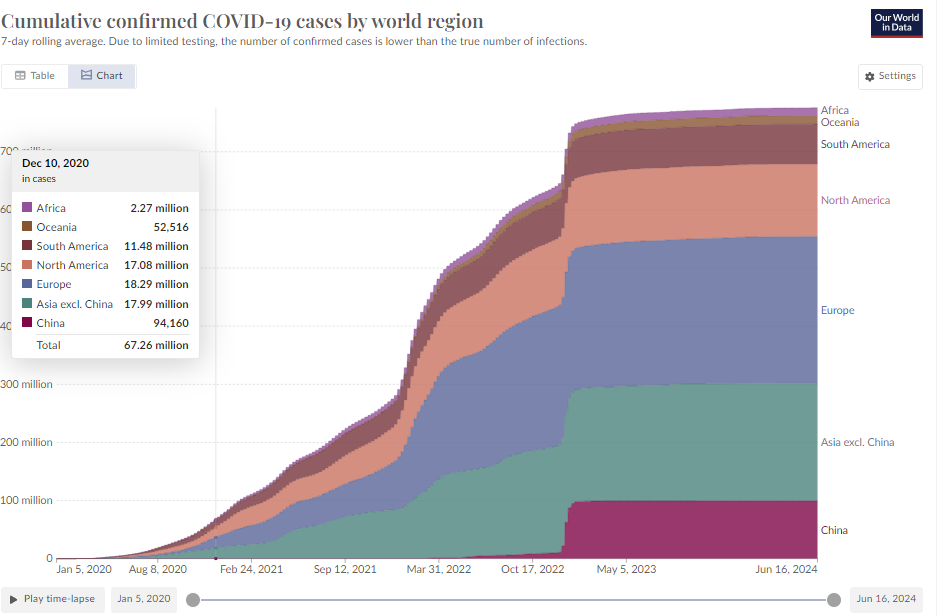 Cumulative confirmed COVID-19 cases by world region
7-day rolling average. Due to limited testing, the number of confirmed cases is lower than the true number of infections.
Our World
in Data
Table
Chart
Settings
700 million
Dec 10, 2020
in cases
Africa 2.27 million
Oceania 52,516
South America 11.48 million
North America 17.08 million
Europe 18.29 million
Asia excl. China 17.99 million
China 94,160
Total 67.26 million
60
50
40
300 million
200 million
100 million
0
Africa
Oceania
South America
North America
Europe
Asia excl. China
China
Jan 5, 2020 Aug 8, 2020 Feb 24, 2021 Sep 12, 2021 Mar 31, 2022 Oct 17, 2022 May 5, 2023 Jun 16, 2024
Play time-lapse Jan 5, 2020 Jun 16, 2024